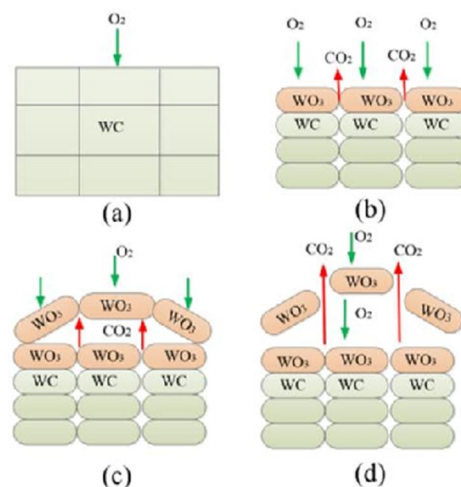 O₂
WC
(a)
O₂ O₂ O₂
CO₂ CO₂
WO₃ WO₃ WO₃
WC WC WC
(b)
O₂
WO₃ WO₃ WO₃
CO₂
WO₃ WO₃ WO₃
WC WC WC
(c)
CO₂ O₂ CO₂
WO₃
WO₃ O₂ WO₃
WO₃ WO₃ WO₃
WC WC WC
(d)